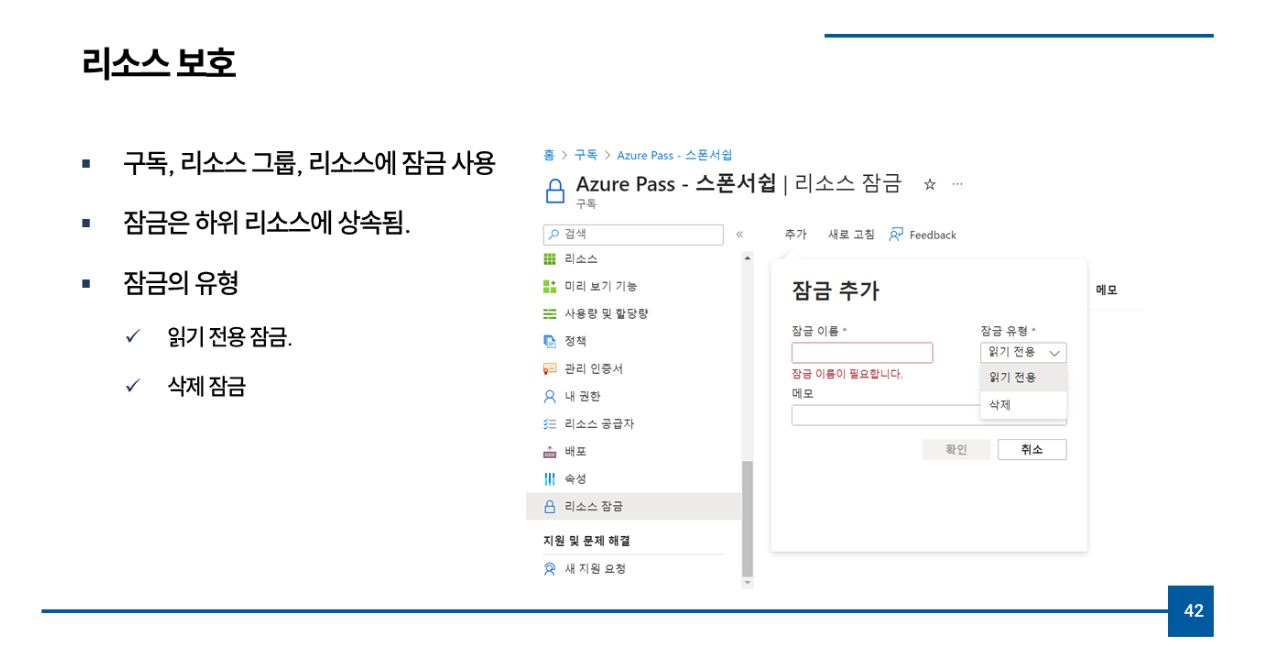 리소스 보호
구독, 리소스 그룹, 리소스에 잠금 사용
잠금은 하위 리소스에 상속됨.
잠금의 유형
읽기 전용 잠금.
삭제 잠금
홈 > 구독 > Azure Pass - 스폰서쉽
Azure Pass - 스폰서쉽 | 리소스 잠금 ☆ ...
구독
검색
«
추가 새로 고침 Feedback
리소스
미리 보기 기능
사용량 및 할당량
정책
관리 인증서
내 권한
리소스 공급자
배포
속성
리소스 잠금
지원 및 문제 해결
새 지원 요청
잠금 추가
메모
잠금 이름 * 잠금 유형 *
읽기 전용
잠금 이름이 필요합니다.
읽기 전용
메모
삭제
확인 취소
42